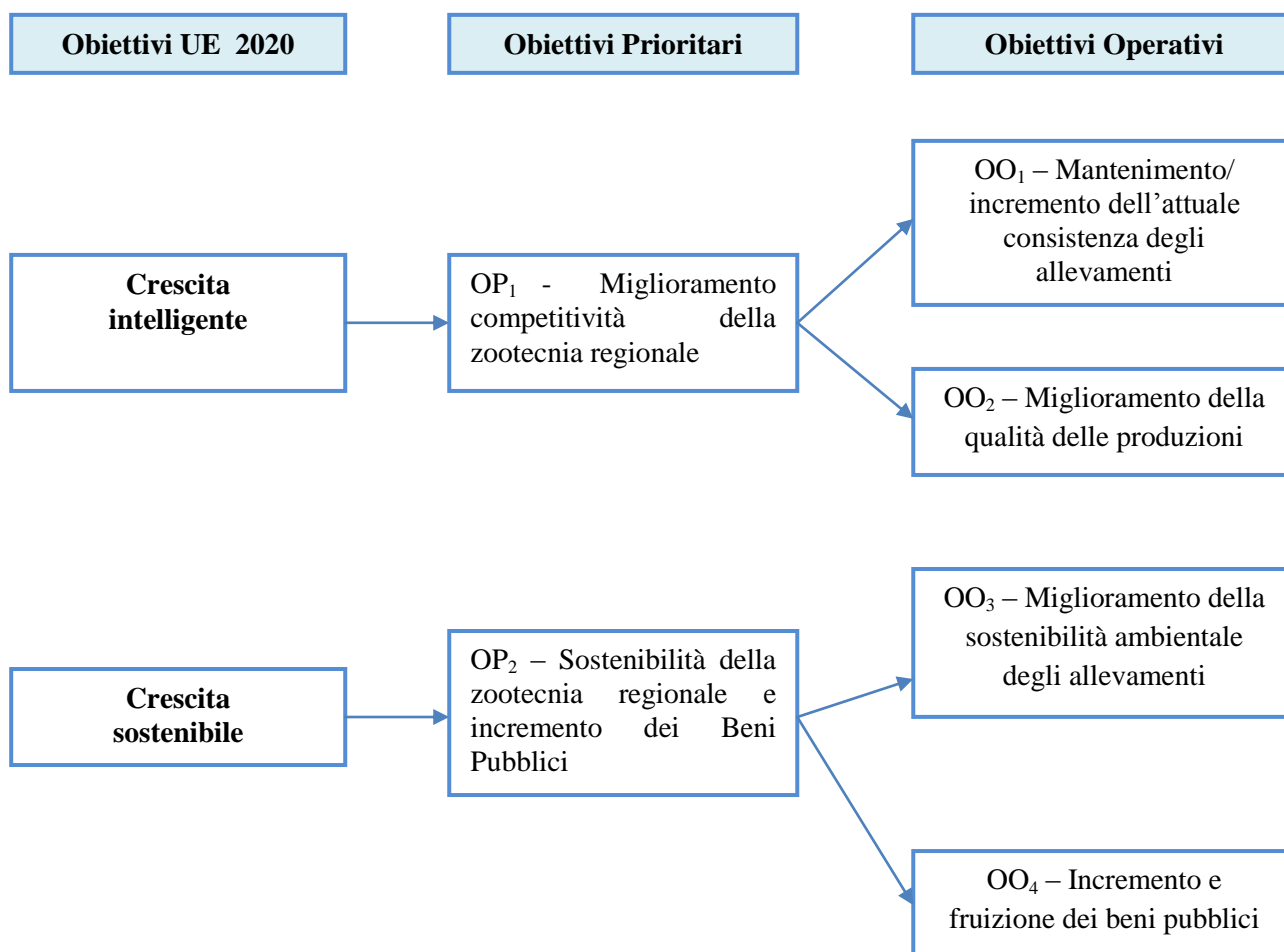 Obiettivi UE 2020
Obiettivi Prioritari
Obiettivi Operativi
OO₁ – Mantenimento/
incremento dell’attuale
consistenza degli
allevamenti
Crescita
intelligente
OP₁ - Miglioramento
competitività della
zootecnia regionale
OO₂ – Miglioramento della
qualità delle produzioni
OO₃ – Miglioramento della
sostenibilità ambientale
degli allevamenti
Crescita
sostenibile
OP₂ – Sostenibilità della
zootecnia regionale e
incremento dei Beni
Pubblici
OO₄ – Incremento e
fruizione dei beni pubblici